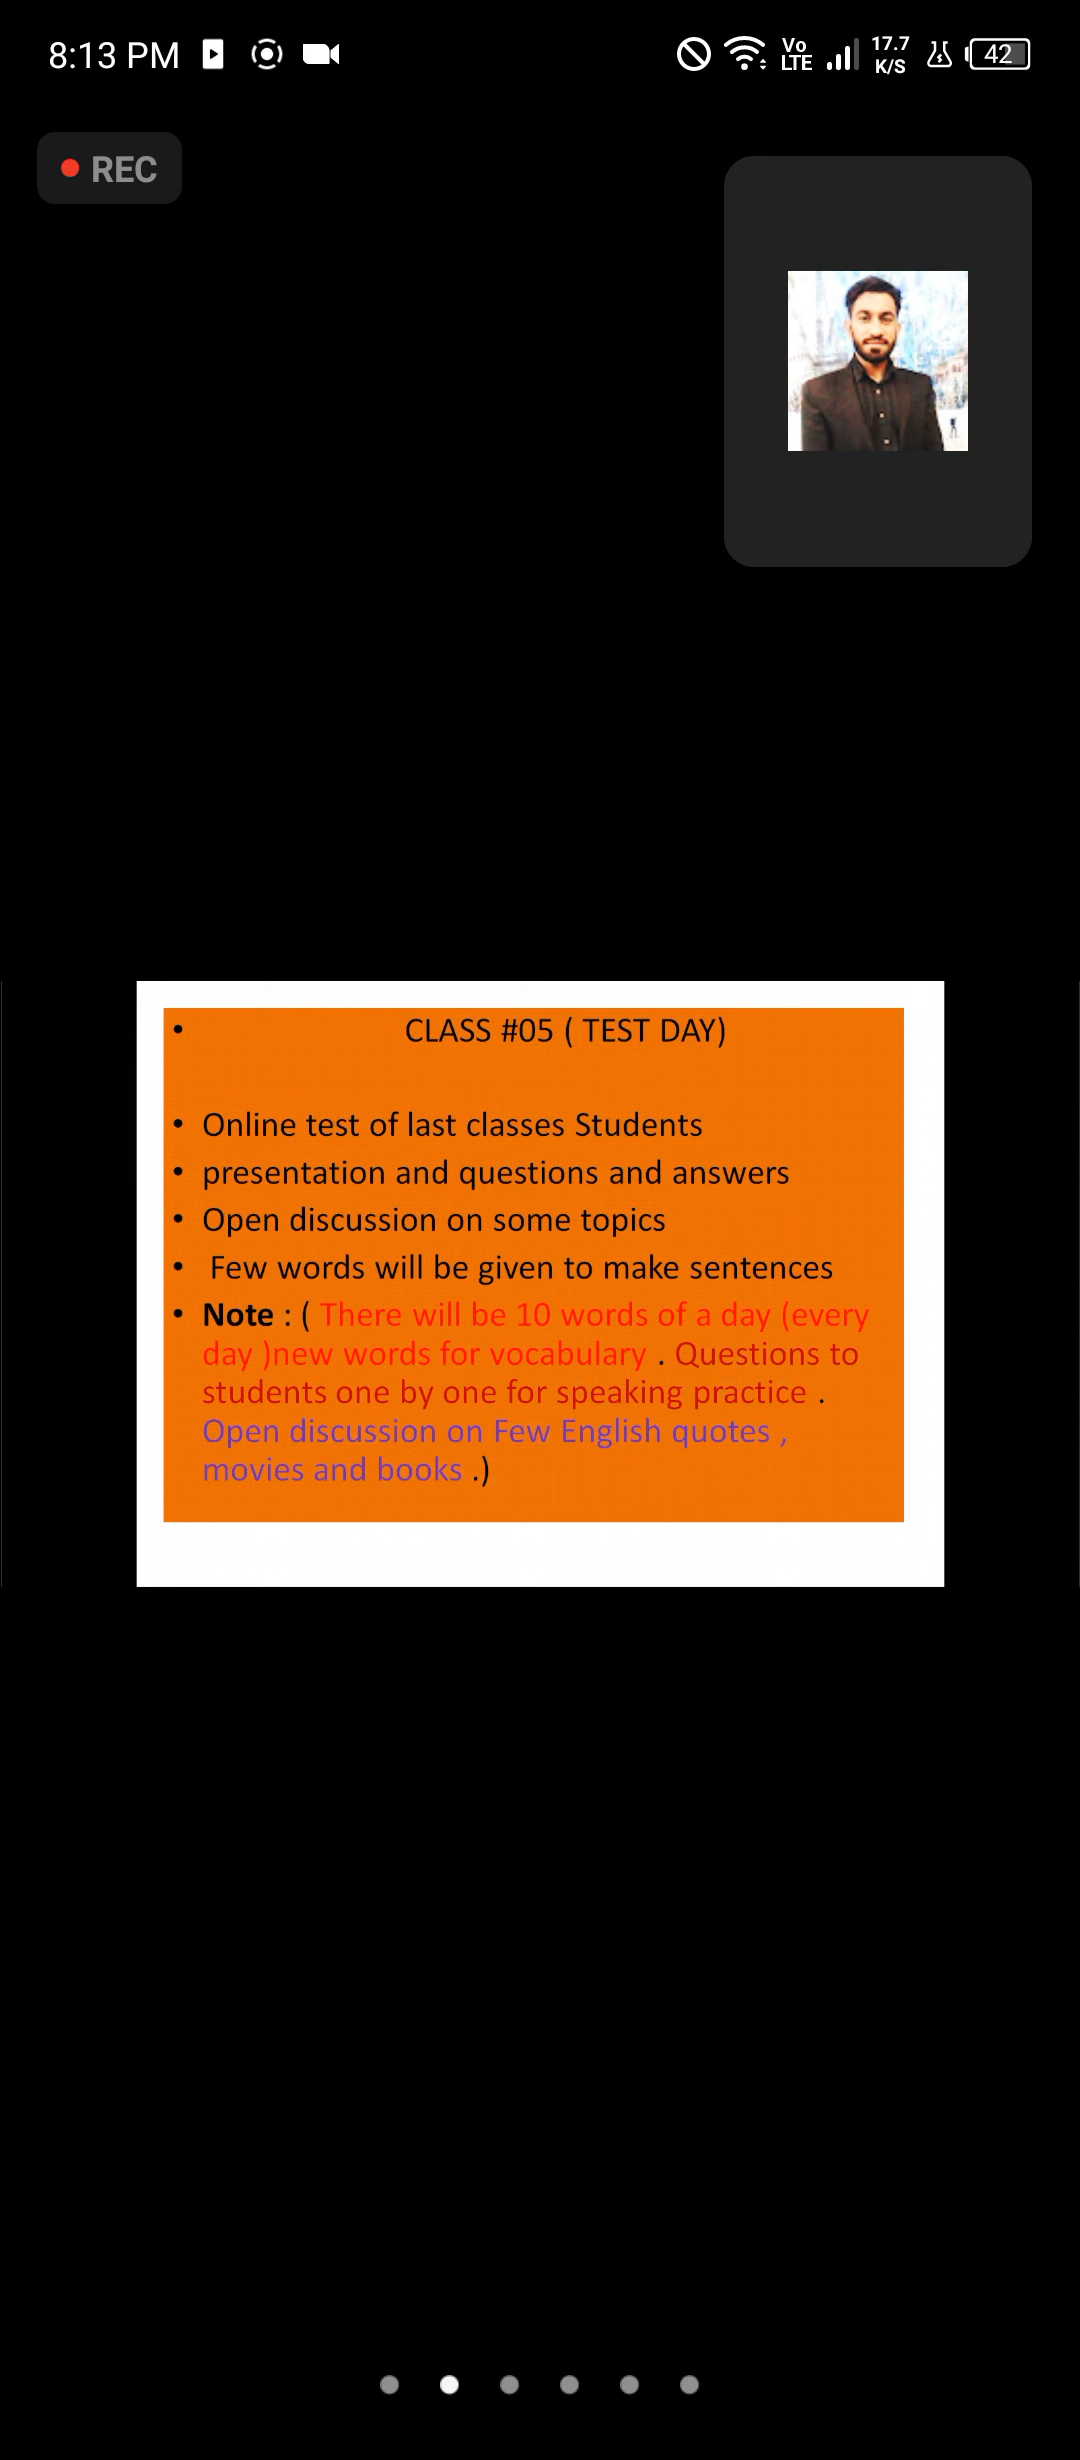 8:13 PM
Vo
LTE
17.7
K/S
42
REC
• CLASS #05 ( TEST DAY)
• Online test of last classes Students
• presentation and questions and answers
• Open discussion on some topics
• Few words will be given to make sentences
• Note : ( There will be 10 words of a day (every
day )new words for vocabulary . Questions to
students one by one for speaking practice .
Open discussion on Few English quotes ,
movies and books .)